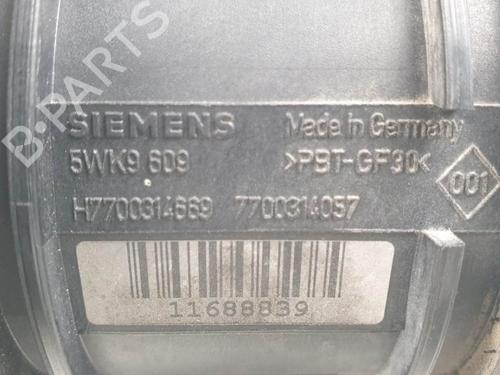 B-PARTS
SIEMENS Made in Germany
5WK9 609 >PBT-GF30< 001
H7700314669 7700314057
11688839